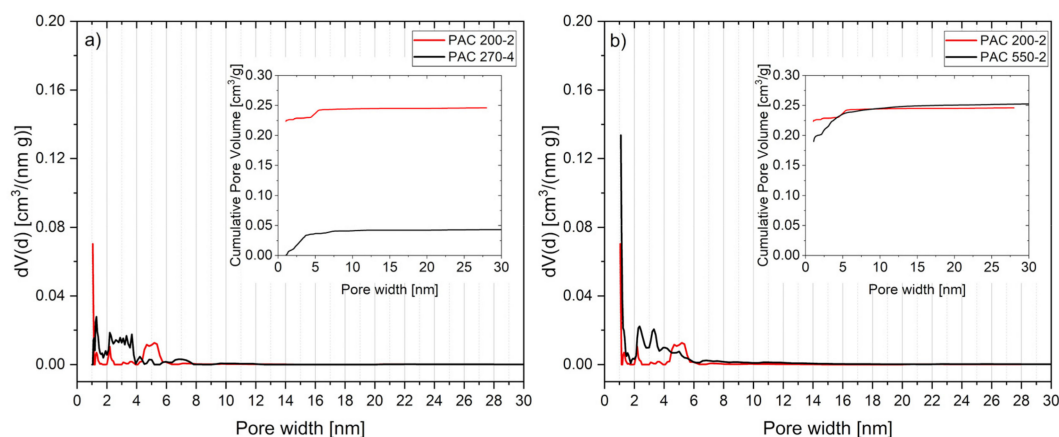 a)
PAC 200-2
PAC 270-4
dV(d) [cm³/(nm g)]
0.20
0.16
0.12
0.08
0.04
0.00
0 2 4 6 8 10 12 14 16 18 20 22 24 26 28 30
Pore width [nm]
Cumulative Pore Volume [cm³/g]
0.30
0.25
0.20
0.15
0.10
0.05
0.00
0 5 10 15 20 25 30
Pore width [nm]
b)
PAC 200-2
PAC 550-2
dV(d) [cm³/(nm g)]
0.20
0.16
0.12
0.08
0.04
0.00
0 2 4 6 8 10 12 14 16 18 20 22 24 26 28 30
Pore width [nm]
Cumulative Pore Volume [cm³/g]
0.30
0.25
0.20
0.15
0.10
0.05
0.00
0 5 10 15 20 25 30
Pore width [nm]